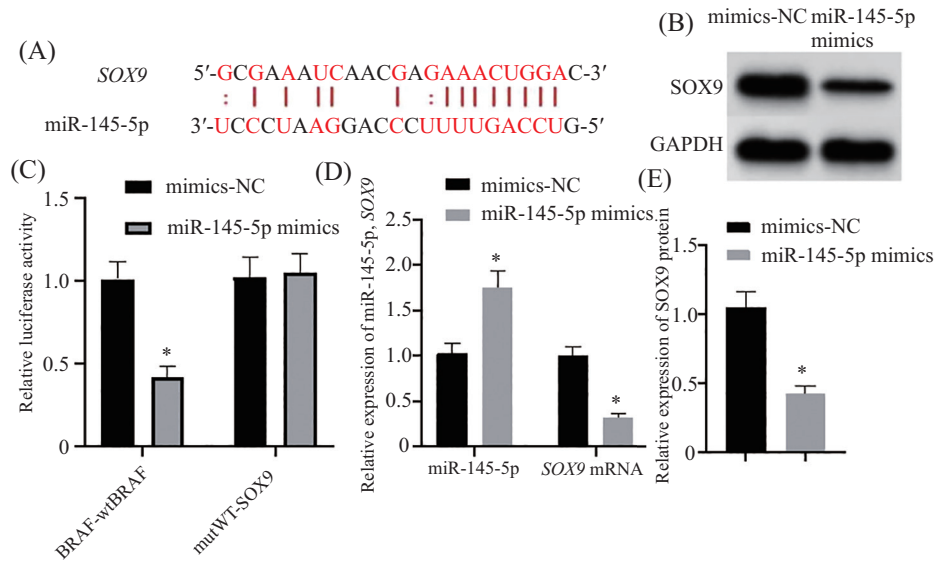 (A)
SOX9 5′-GCGAAAUCAACGAGAAACUGGAC-3′
miR-145-5p 3′-UCCCUAAGGACCCUUUUGACCUG-5′
(B)
mimics-NC miR-145-5p
mimics
SOX9
GAPDH
(C)
mimics-NC
miR-145-5p mimics
Relative luciferase activity
1.5
1.0
0.5
0
*
BRAF-wtBRAF
mutWT-SOX9
(D)
mimics-NC
miR-145-5p mimics
Relative expression of miR-145-5p, SOX9
2.5
2.0
1.5
1.0
0.5
0
*
*
miR-145-5p
SOX9 mRNA
(E)
mimics-NC
miR-145-5p mimics
Relative expression of SOX9 protein
1.5
1.0
0.5
0
*